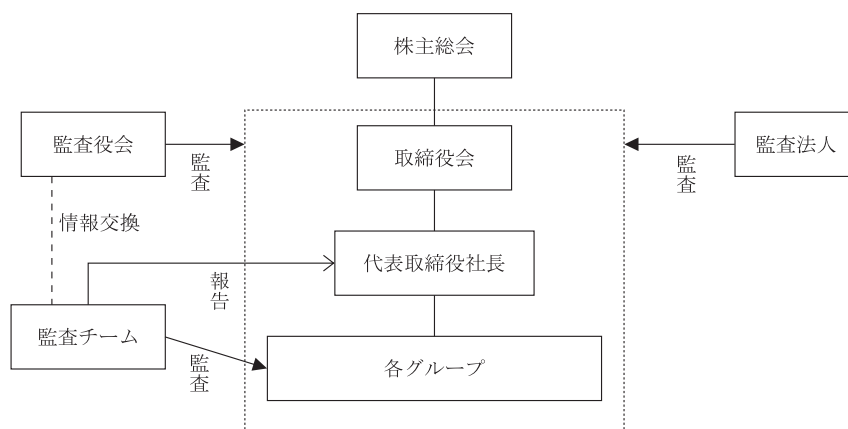 株主総会
監査役会
監査
取締役会
監査
監査法人
情報交換
代表取締役社長
報告
監査チーム
監査
各グループ